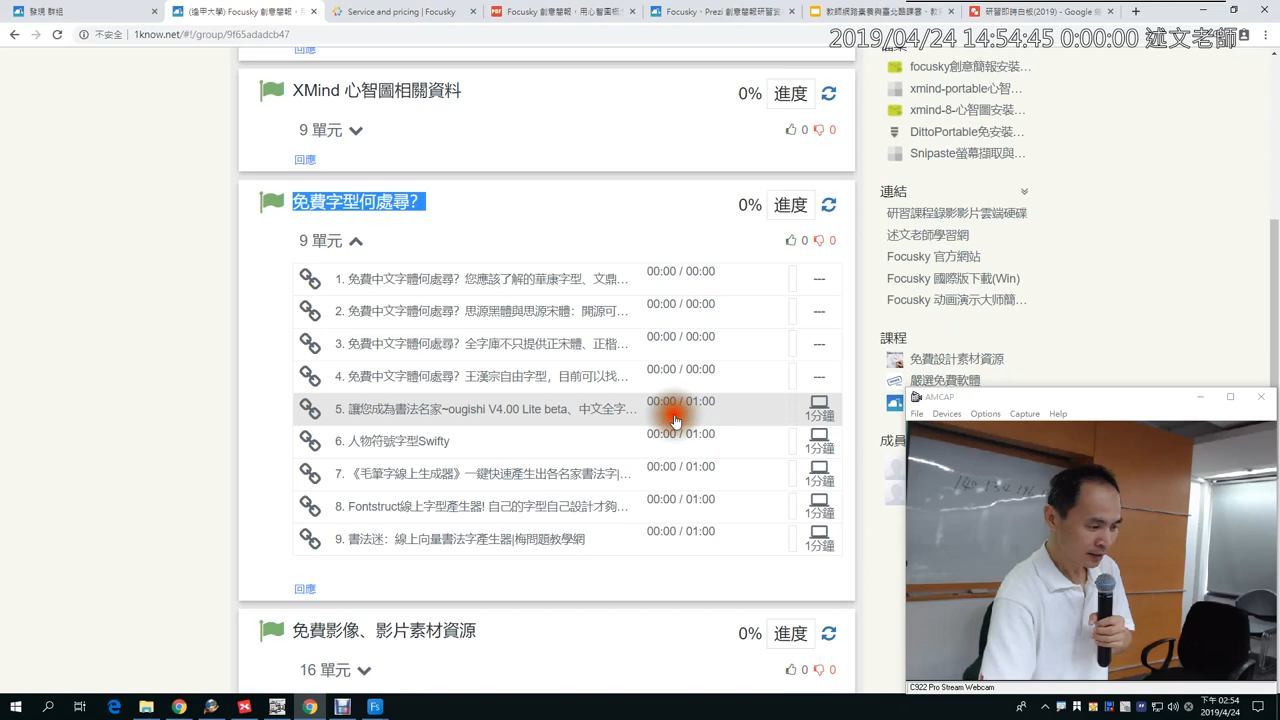 發現 群組
(逢甲大學) Focusky 創意簡報，
Service and pricing | Focusky
Focusky 創意簡報，用心智圖
Focusky、Prezi 創意簡報研習
教師網路素養與臺北酷課雲、教
研習即時白板(2019) - Google
不安全 | 1know.net/#!/group/9f65adadcb47
2019/04/24 14:54:45 0:00:00 述文老師
回應
focusky創意簡報安裝…
XMind 心智圖相關資料
0% 進度
xmind-portable心智…
xmind-8-心智圖安裝…
9 單元
0 0
DittoPortable免安裝…
回應
Snipaste螢幕擷取與…
連結
免費字型何處尋?
0% 進度
研習課程錄影影片雲端硬碟
述文老師學習網
9 單元
0 0
Focusky 官方網站
1. 免費中文字體何處尋？您應該了解的華康字型、文鼎…
00:00 / 00:00
---
Focusky 國際版下載(Win)
2. 免費中文字體何處尋？思源黑體與思源宋體：開源可…
00:00 / 00:00
---
Focusky 动画演示大师簡…
3. 免費中文字體何處尋？全字庫不只提供正宋體、正楷…
00:00 / 00:00
---
課程
免費設計素材資源
4. 免費中文字體何處尋？王漢宗自由字型，目前可以找…
00:00 / 00:00
---
嚴選免費軟體
5. 讓您成為書法名家~ougishi V4.00 Lite beta、中文全字…
00:00 / 01:00
1分鐘
AMCAP
File Devices Options Capture Help
6. 人物符號字型Swifty
00:00 / 01:00
1分鐘
成員
7. 《毛筆字線上生成器》一鍵快速產生出各名家書法字|…
00:00 / 01:00
1分鐘
8. Fontstruct線上字型產生器! 自己的字型自己設計才夠…
00:00 / 01:00
1分鐘
9. 書法迷：線上向量書法字產生器|梅問題教學網
00:00 / 01:00
1分鐘
回應
免費影像、影片素材資源
0% 進度
16 單元
0 0
C922 Pro Stream Webcam
下午 02:54
2019/4/24